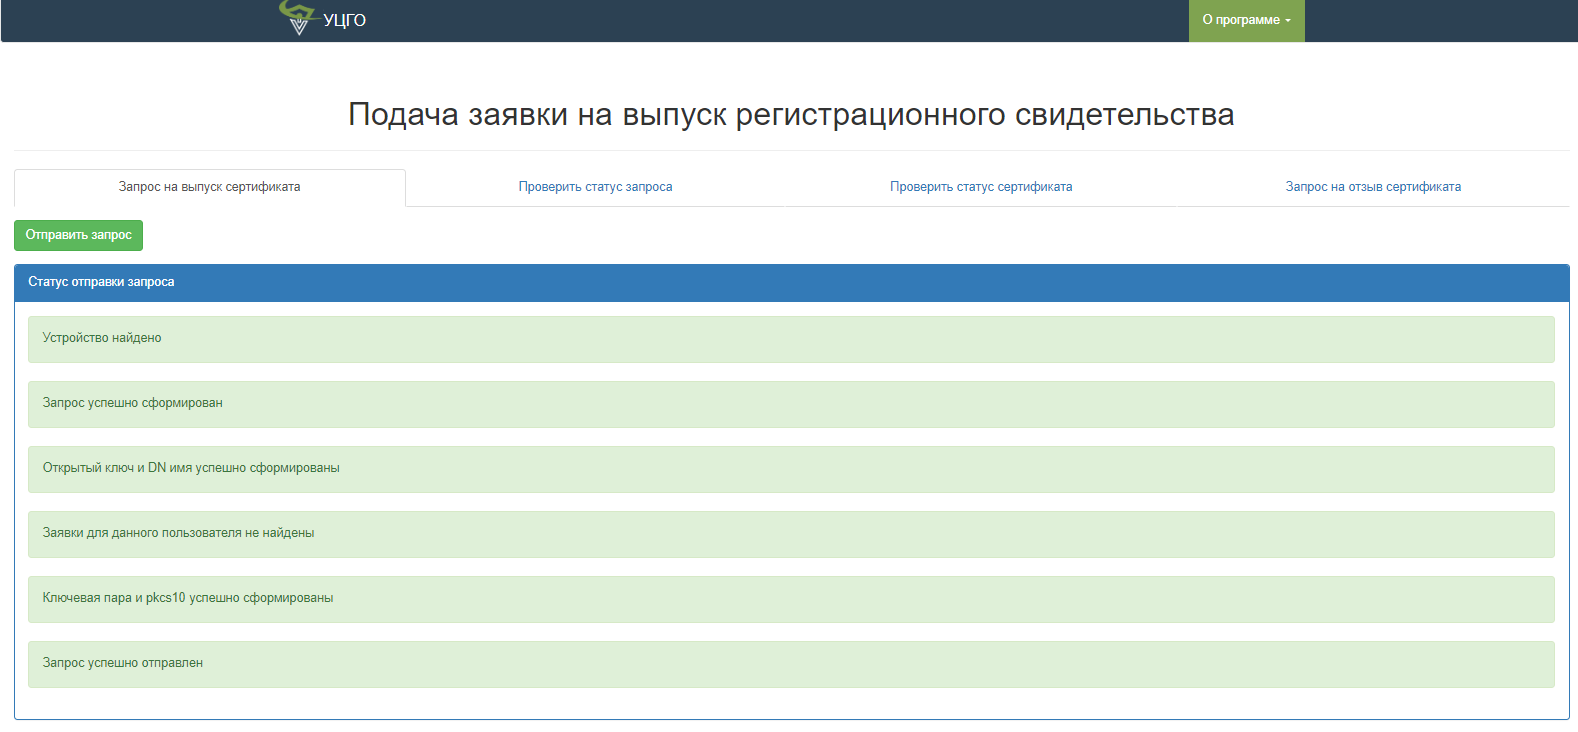 УЦГО
О программе
Подача заявки на выпуск регистрационного свидетельства
Запрос на выпуск сертификата
Проверить статус запроса
Проверить статус сертификата
Запрос на отзыв сертификата
Отправить запрос
Статус отправки запроса
Устройство найдено
Запрос успешно сформирован
Открытый ключ и DN имя успешно сформированы
Заявки для данного пользователя не найдены
Ключевая пара и pkcs10 успешно сформированы
Запрос успешно отправлен